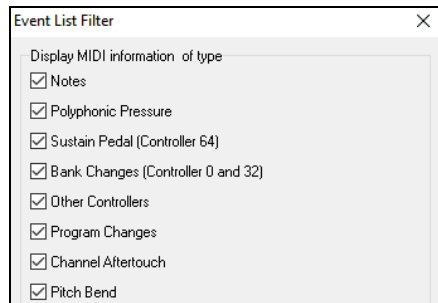 Event List Filter
Display MIDI information of type
Notes
Polyphonic Pressure
Sustain Pedal (Controller 64)
Bank Changes (Controller 0 and 32)
Other Controllers
Program Changes
Channel Aftertouch
Pitch Bend